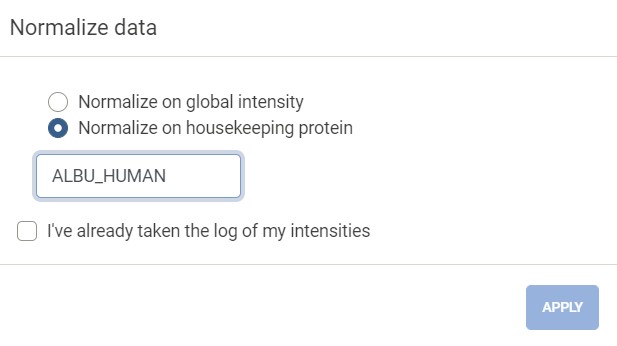 Normalize data
Normalize on global intensity
Normalize on housekeeping protein
ALBU_HUMAN
I've already taken the log of my intensities
APPLY